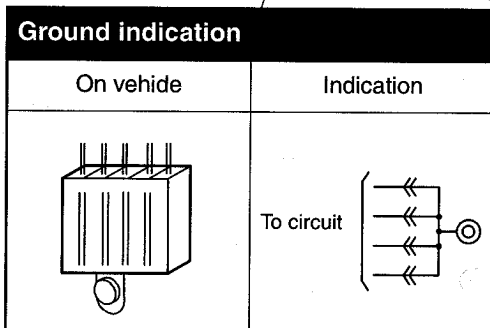 Ground indication
On vehide
Indication
To circuit